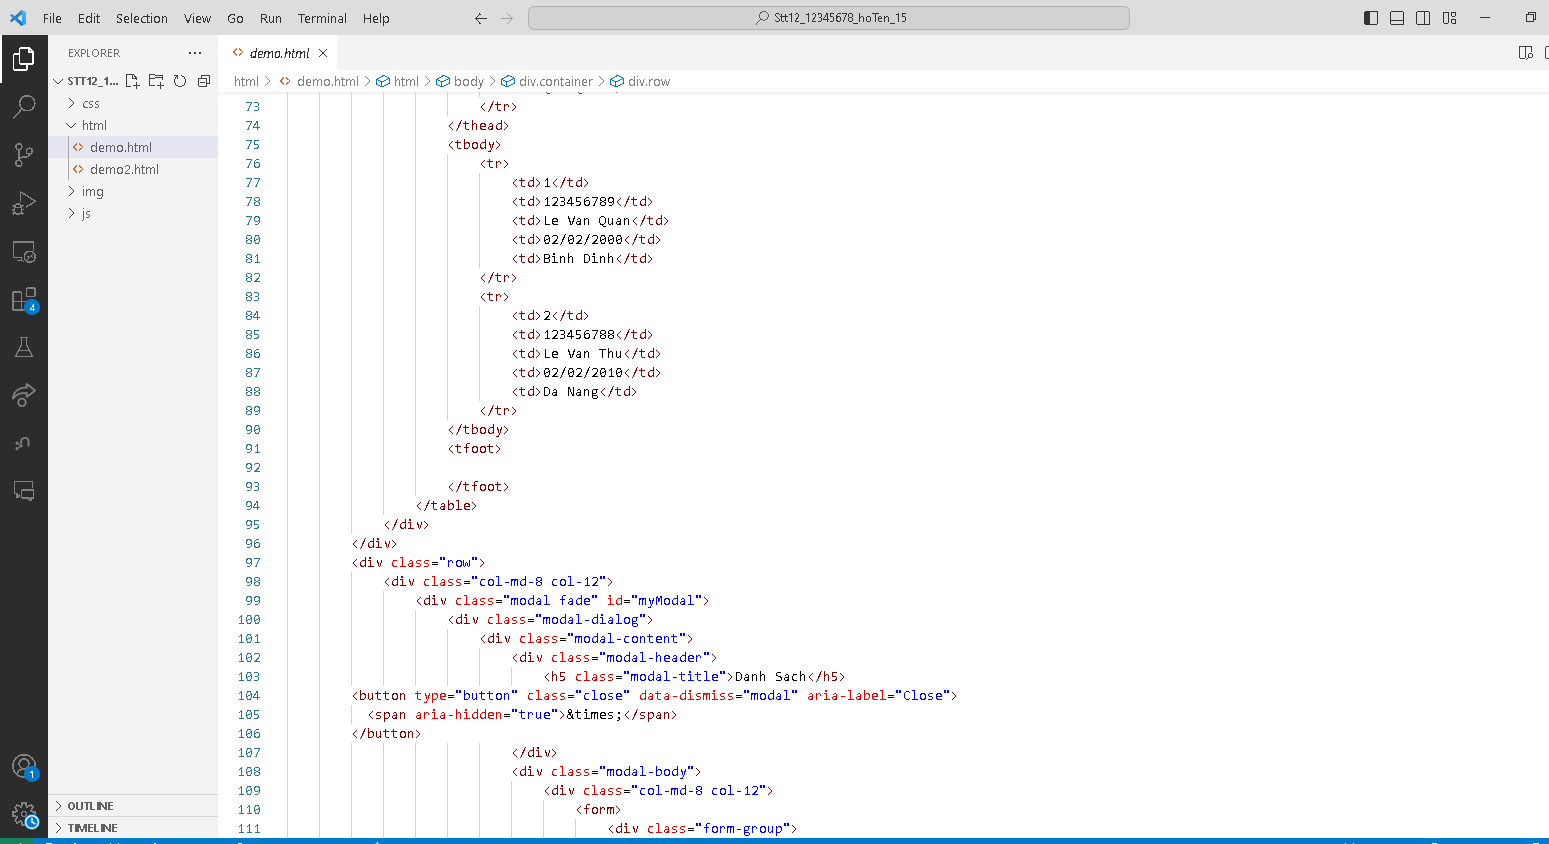 File Edit Selection View Go Run Terminal Help
Stt12_12345678_hoTen_15
EXPLORER
STT12_1...
css
html
demo.html
demo2.html
img
js
OUTLINE
TIMELINE
4
1
demo.html
html > demo.html > html > body > div.container > div.row
73 </tr>
74 </thead>
75 <tbody>
76 <tr>
77 <td>1</td>
78 <td>123456789</td>
79 <td>Le Van Quan</td>
80 <td>02/02/2000</td>
81 <td>Binh Dinh</td>
82 </tr>
83 <tr>
84 <td>2</td>
85 <td>123456788</td>
86 <td>Le Van Thu</td>
87 <td>02/02/2010</td>
88 <td>Da Nang</td>
89 </tr>
90 </tbody>
91 <tfoot>
92
93 </tfoot>
94 </table>
95 </div>
96 </div>
97 <div class="row">
98 <div class="col-md-8 col-12">
99 <div class="modal fade" id="myModal">
100 <div class="modal-dialog">
101 <div class="modal-content">
102 <div class="modal-header">
103 <h5 class="modal-title">Danh Sach</h5>
104 <button type="button" class="close" data-dismiss="modal" aria-label="Close">
105 <span aria-hidden="true">&times;</span>
106 </button>
107 </div>
108 <div class="modal-body">
109 <div class="col-md-8 col-12">
110 <form>
111 <div class="form-group">